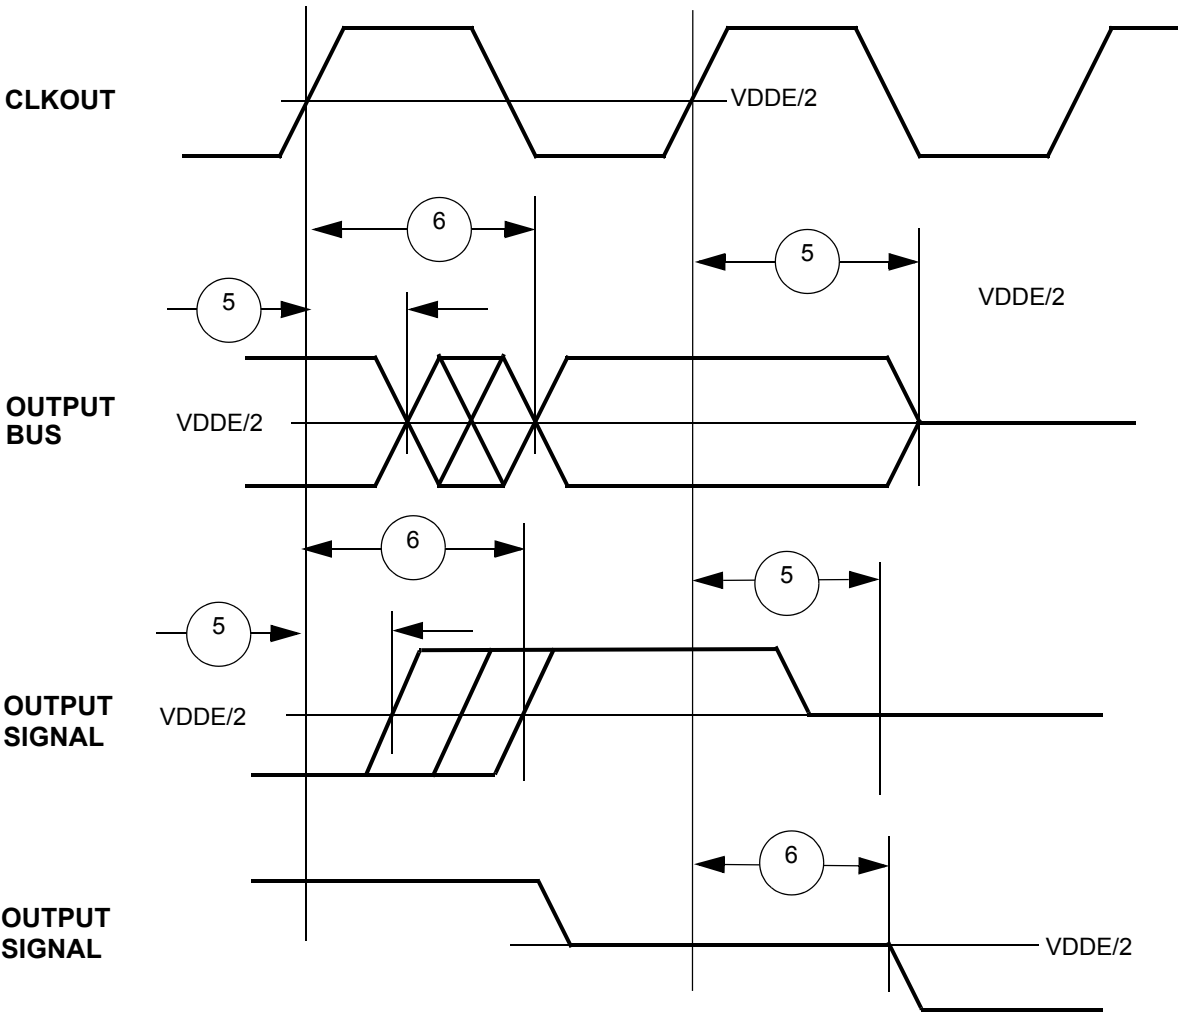 CLKOUT
VDDE/2
6
5
5
VDDE/2
OUTPUT
BUS
VDDE/2
6
5
5
OUTPUT
SIGNAL
VDDE/2
6
OUTPUT
SIGNAL
VDDE/2